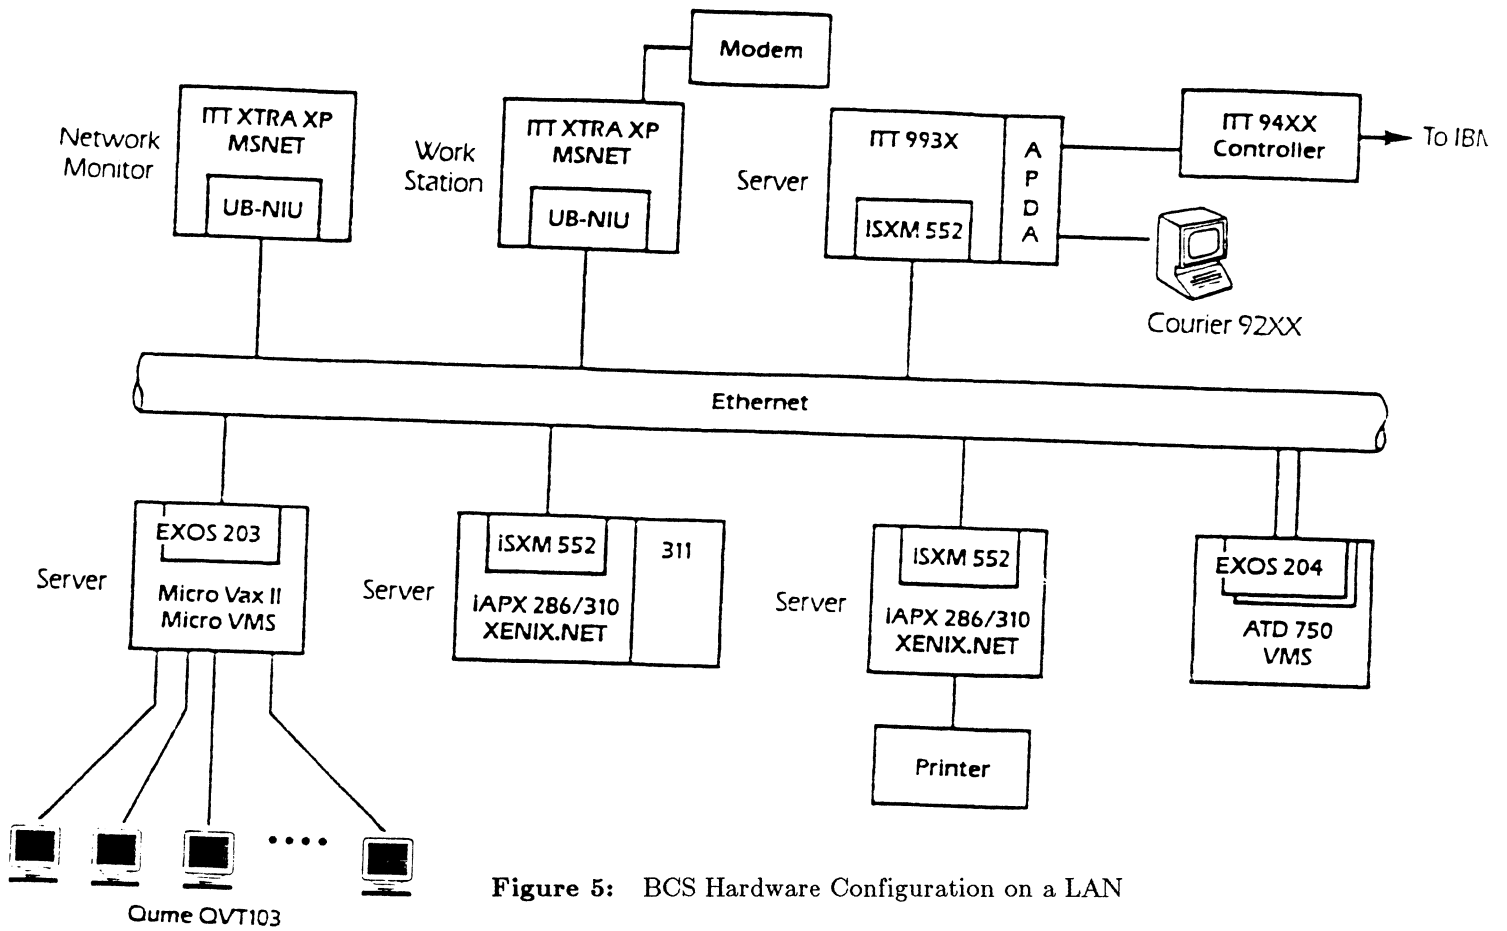 Modem
ITT XTRA XP
MSNET
UB-NIU
Network
Monitor
ITT XTRA XP
MSNET
UB-NIU
Work
Station
ITT 993X
ISXM 552
A
P
D
A
Server
ITT 94XX
Controller
To IBM
Courier 92XX
Ethernet
EXOS 203
Micro Vax II
Micro VMS
Server
iSXM 552
311
iAPX 286/310
XENIX.NET
Server
iSXM 552
iAPX 286/310
XENIX.NET
Server
EXOS 204
ATD 750
VMS
Printer
Qume QVT103
Figure 5: BCS Hardware Configuration on a LAN